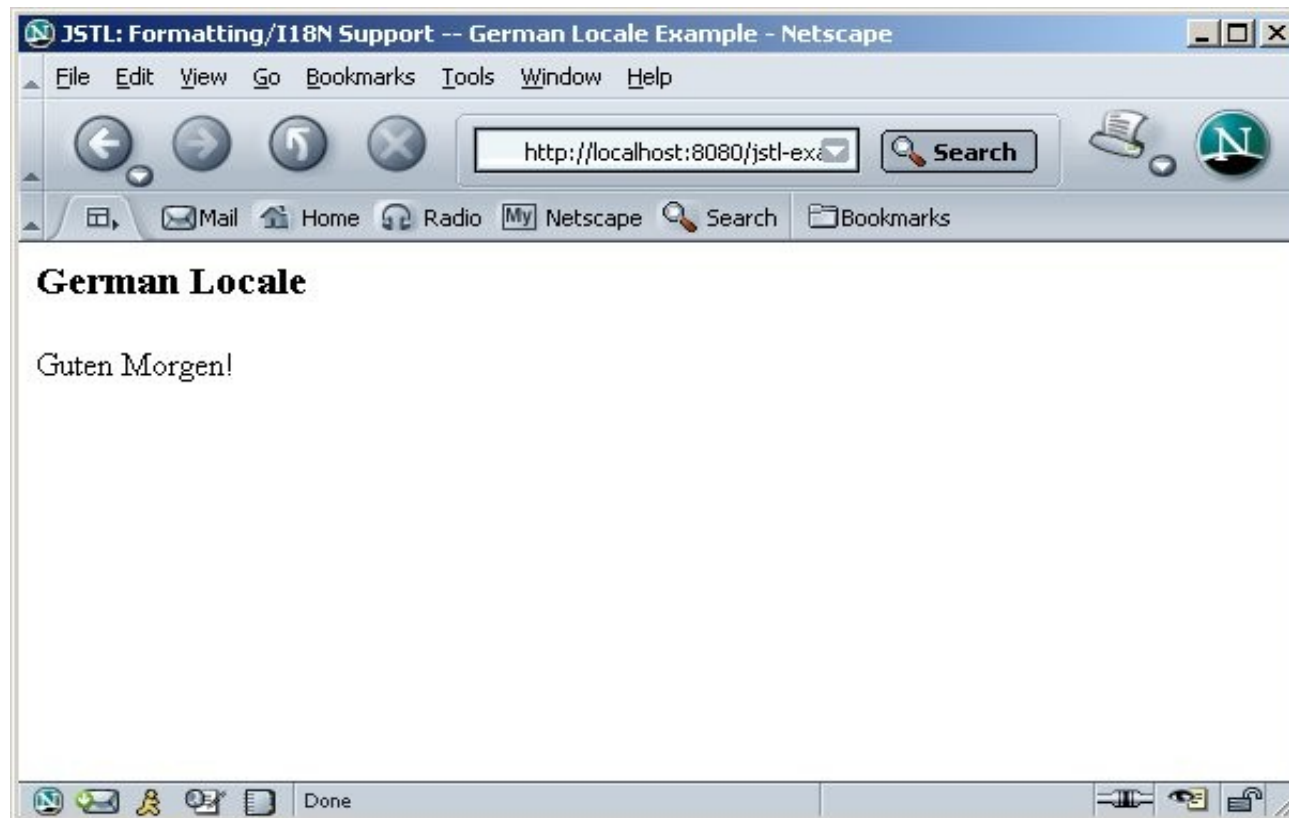 JSTL: Formatting/I18N Support -- German Locale Example - Netscape
File Edit View Go Bookmarks Tools Window Help
http://localhost:8080/jstl-exa Search N
Mail Home Radio My Netscape Search Bookmarks
German Locale
Guten Morgen!
Done